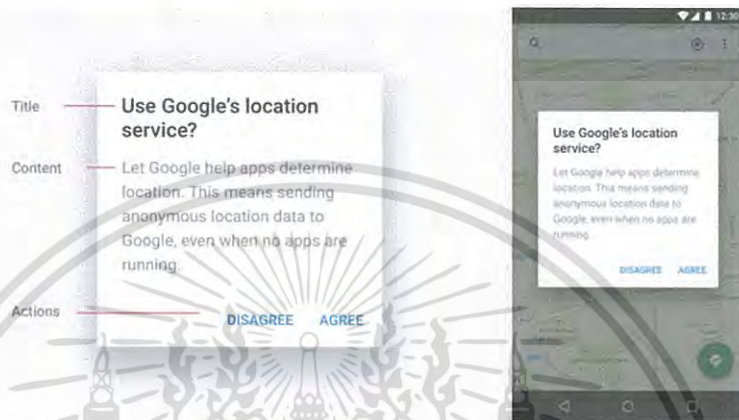 Title
Use Google's location
service?
Content
Let Google help apps determine
location. This means sending
anonymous location data to
Google, even when no apps are
running.
Actions
DISAGREE AGREE
12:30
Use Google's location
service?
Let Google help apps determine
location. This means sending
anonymous location data to
Google, even when no apps are
running.
DISAGREE AGREE